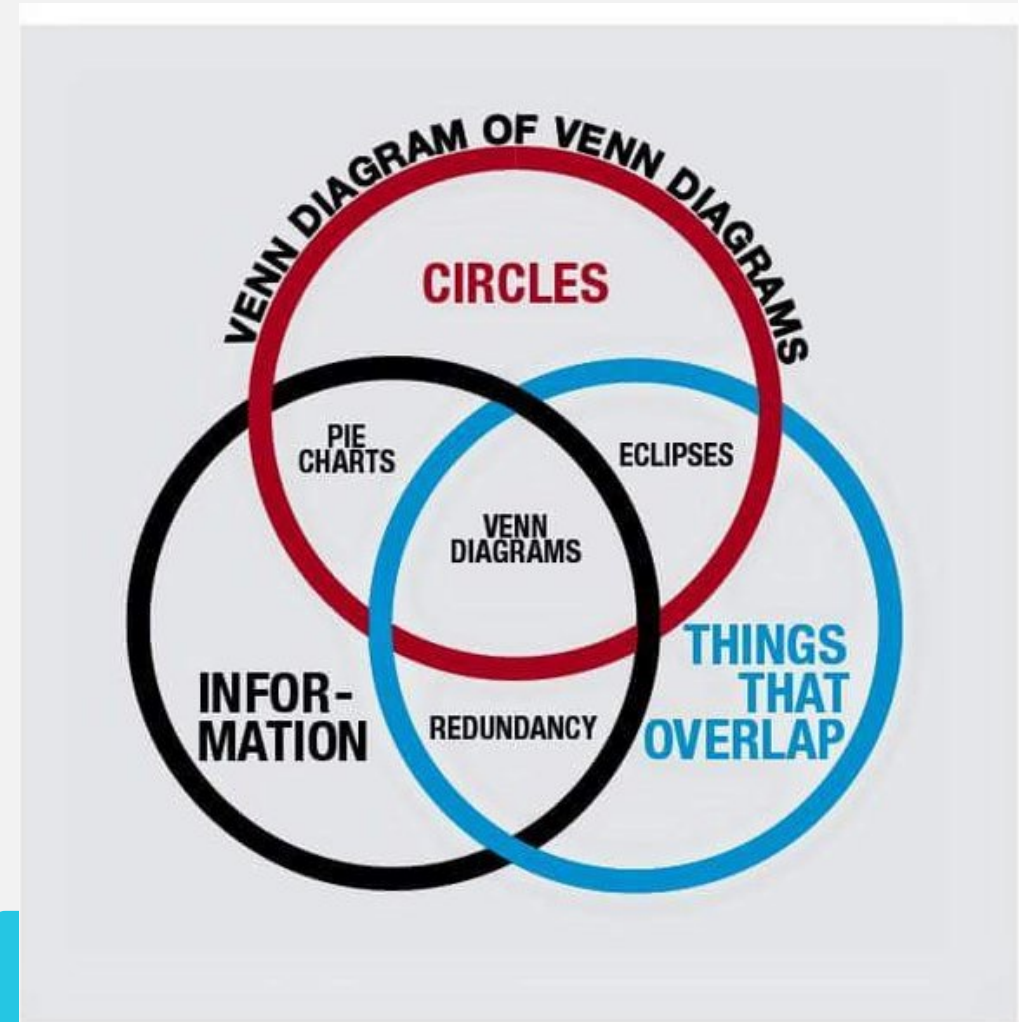 VENN DIAGRAM OF VENN DIAGRAMS
CIRCLES
PIE
CHARTS
ECLIPSES
VENN
DIAGRAMS
INFOR-
MATION
REDUNDANCY
THINGS
THAT
OVERLAP